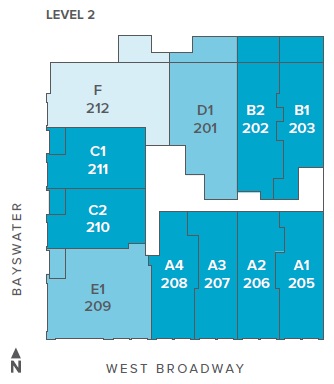 LEVEL 2
F
212
D1
201
B2
202
B1
203
C1
211
C2
210
E1
209
A4
208
A3
207
A2
206
A1
205
BAYSWATER
N
WEST BROADWAY